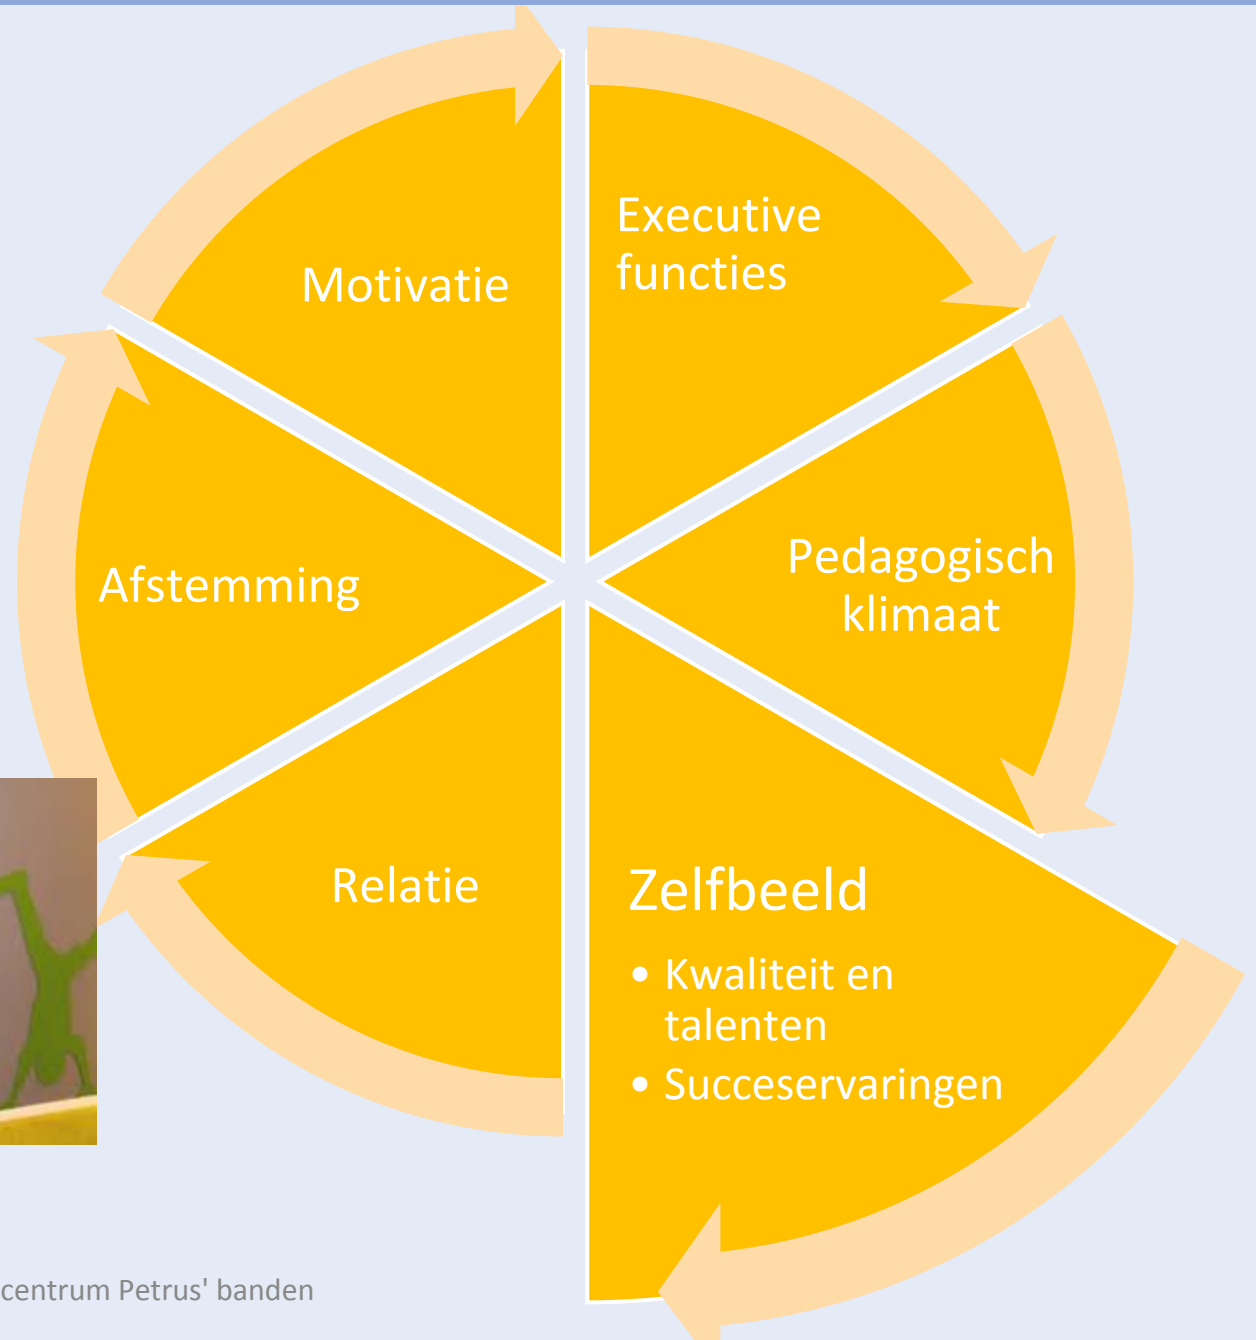 Executive
functies
Pedagogisch
klimaat
Zelfbeeld
• Kwaliteit en
talenten
• Succeservaringen
Relatie
Afstemming
Motivatie
centrum Petrus' banden